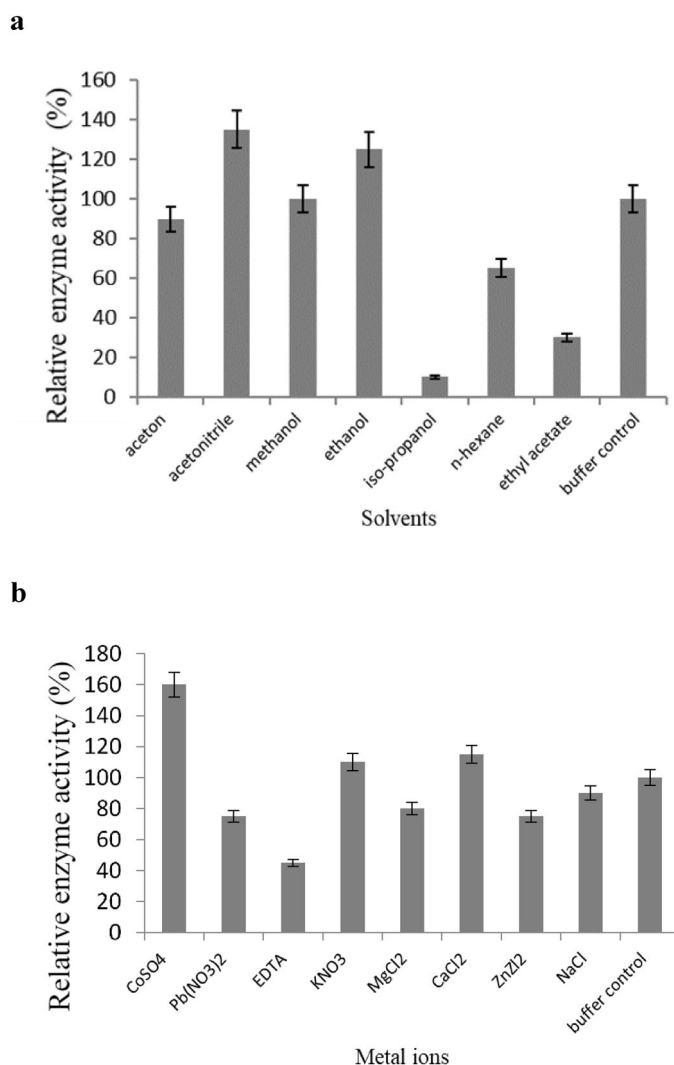 a
Relative enzyme activity (%)
160
140
120
100
80
60
40
20
0
aceton
acetonitrile
methanol
ethanol
iso-propanol
n-hexane
ethyl acetate
buffer control
Solvents
b
Relative enzyme activity (%)
180
160
140
120
100
80
60
40
20
0
CoSO4
Pb(NO3)2
EDTA
KNO3
MgCl2
CaCl2
ZnZl2
NaCl
buffer control
Metal ions